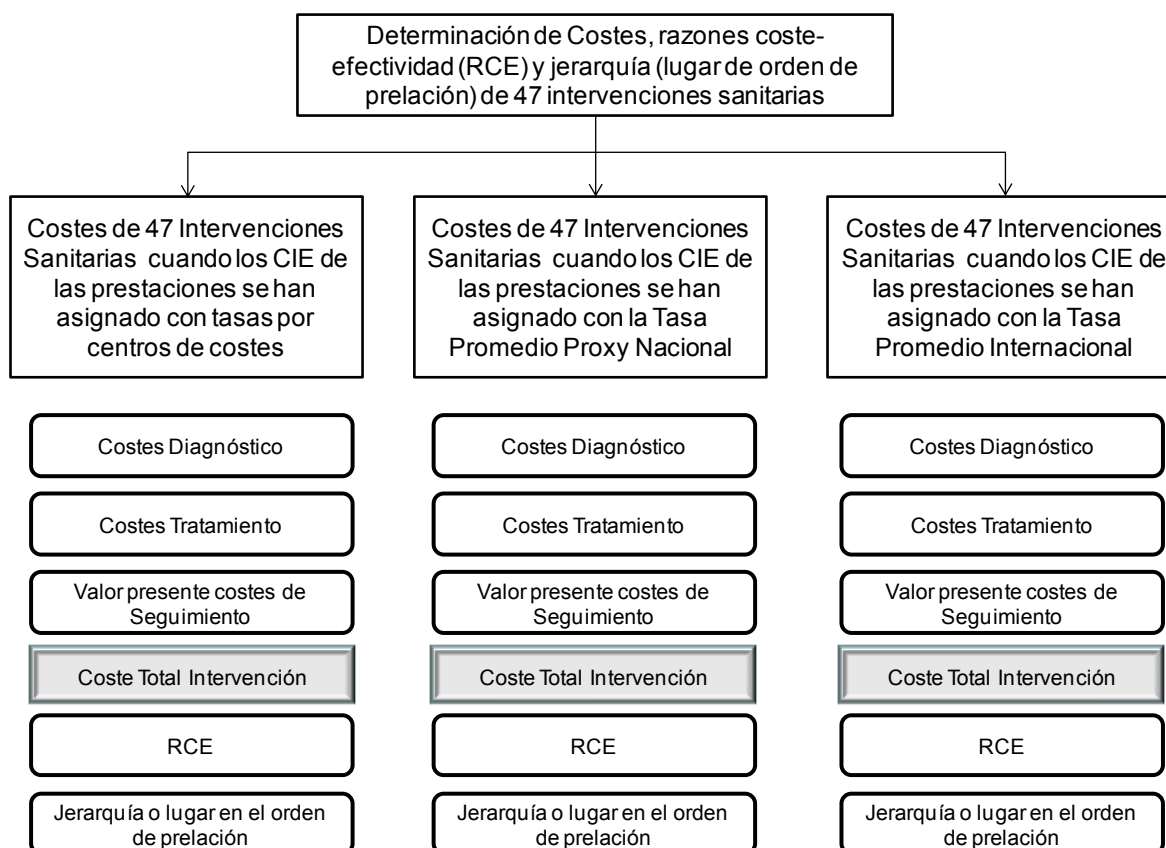 Determinación de Costes, razones coste-
efectividad (RCE) y jerarquía (lugar de orden de
prelación) de 47 intervenciones sanitarias
Costes de 47 Intervenciones
Sanitarias cuando los CIE de
las prestaciones se han
asignado con tasas por
centros de costes
Costes de 47 Intervenciones
Sanitarias cuando los CIE de
las prestaciones se han
asignado con la Tasa
Promedio Proxy Nacional
Costes de 47 Intervenciones
Sanitarias cuando los CIE de
las prestaciones se han
asignado con la Tasa
Promedio Internacional
Costes Diagnóstico
Costes Diagnóstico
Costes Diagnóstico
Costes Tratamiento
Costes Tratamiento
Costes Tratamiento
Valor presente costes de
Seguimiento
Valor presente costes de
Seguimiento
Valor presente costes de
Seguimiento
Coste Total Intervención
Coste Total Intervención
Coste Total Intervención
RCE
RCE
RCE
Jerarquía o lugar en el orden
de prelación
Jerarquía o lugar en el orden
de prelación
Jerarquía o lugar en el orden
de prelación